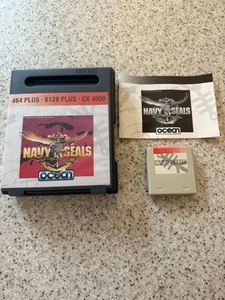 464 PLUS · 6128 PLUS · GX 4000
NAVY SEALS
ocean
NAVY SEALS
ocean